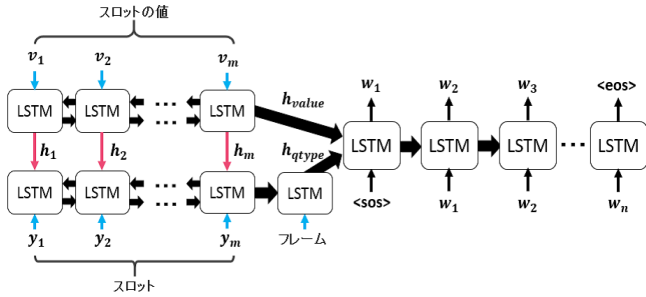 スロットの値
v₁ v₂ vₘ
LSTM LSTM ... LSTM
h_value
w₁ w₂ w₃ <eos>
h₁ h₂ hₘ
h_qtype
LSTM LSTM LSTM ... LSTM
LSTM LSTM ... LSTM LSTM
<sos> w₁ w₂ wₙ
y₁ y₂ yₘ フレーム
スロット